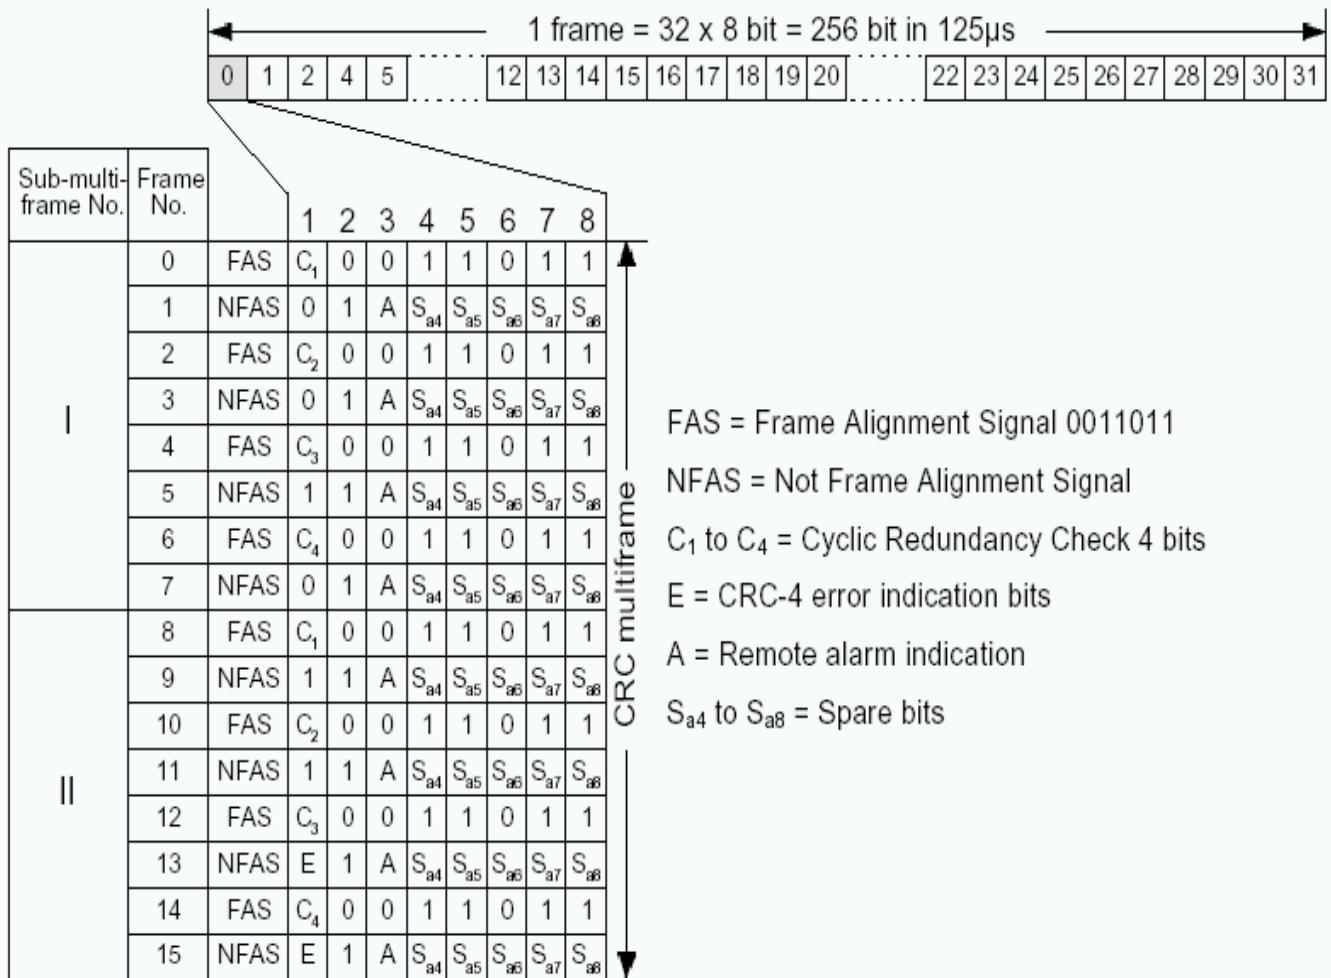 1 frame = 32 x 8 bit = 256 bit in 125µs
0 1 2 4 5 12 13 14 15 16 17 18 19 20 22 23 24 25 26 27 28 29 30 31
Sub-multi-frame No. Frame No. 1 2 3 4 5 6 7 8
I
0 FAS C1 0 0 1 1 0 1 1
1 NFAS 0 1 A Sa4 Sa5 Sa6 Sa7 Sa8
2 FAS C2 0 0 1 1 0 1 1
3 NFAS 0 1 A Sa4 Sa5 Sa6 Sa7 Sa8
4 FAS C3 0 0 1 1 0 1 1
5 NFAS 1 1 A Sa4 Sa5 Sa6 Sa7 Sa8
6 FAS C4 0 0 1 1 0 1 1
7 NFAS 0 1 A Sa4 Sa5 Sa6 Sa7 Sa8
II
8 FAS C1 0 0 1 1 0 1 1
9 NFAS 1 1 A Sa4 Sa5 Sa6 Sa7 Sa8
10 FAS C2 0 0 1 1 0 1 1
11 NFAS 1 1 A Sa4 Sa5 Sa6 Sa7 Sa8
12 FAS C3 0 0 1 1 0 1 1
13 NFAS E 1 A Sa4 Sa5 Sa6 Sa7 Sa8
14 FAS C4 0 0 1 1 0 1 1
15 NFAS E 1 A Sa4 Sa5 Sa6 Sa7 Sa8
CRC multiframe
FAS = Frame Alignment Signal 0011011
NFAS = Not Frame Alignment Signal
C1 to C4 = Cyclic Redundancy Check 4 bits
E = CRC-4 error indication bits
A = Remote alarm indication
Sa4 to Sa8 = Spare bits